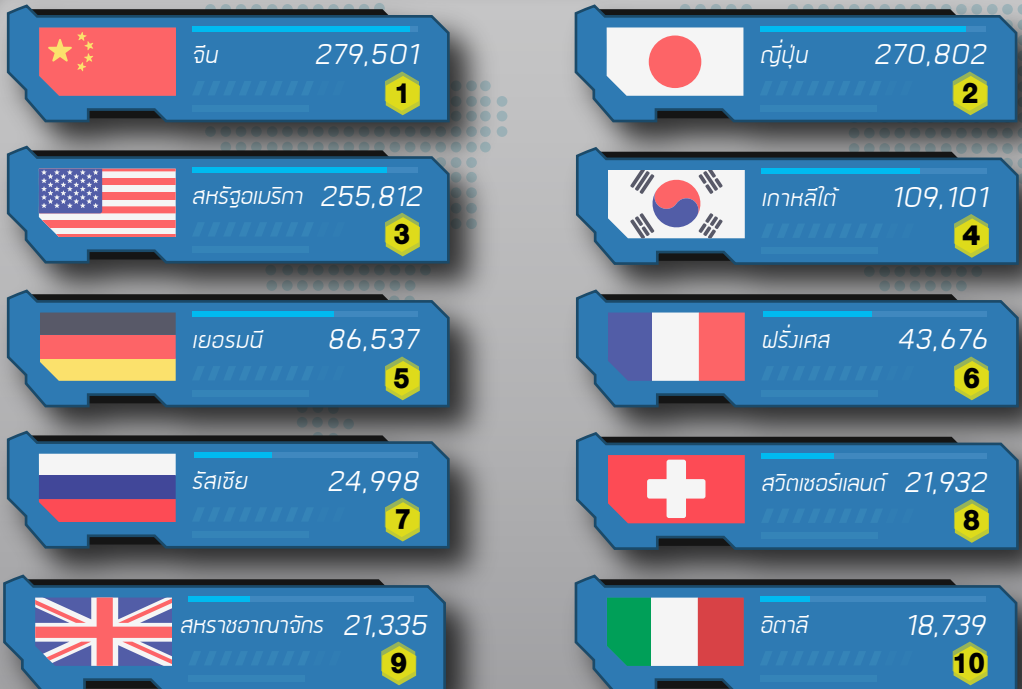 จีน 279,501
1
ญี่ปุ่น 270,802
2
สหรัฐอเมริกา 255,812
3
เกาหลีใต้ 109,101
4
เยอรมนี 86,537
5
ฝรั่งเศส 43,676
6
รัสเซีย 24,998
7
สวิตเซอร์แลนด์ 21,932
8
สหราชอาณาจักร 21,335
9
อิตาลี 18,739
10